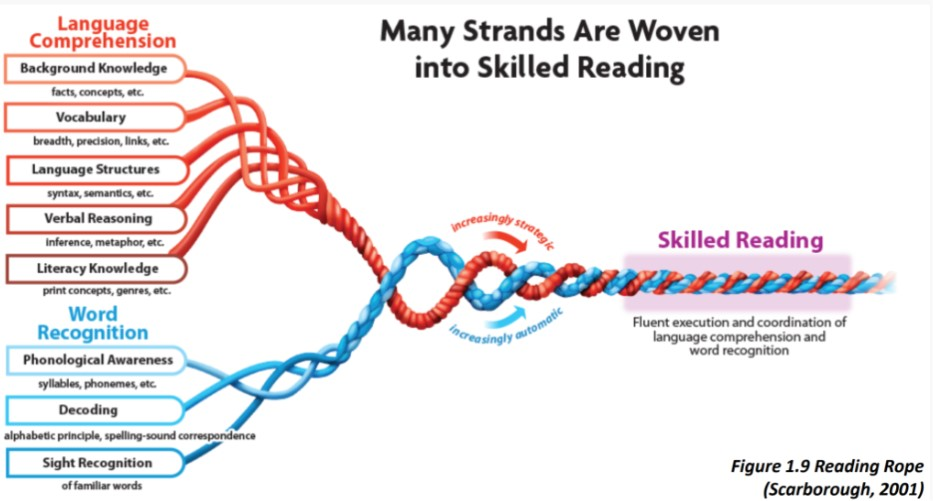 Many Strands Are Woven
into Skilled Reading
Language
Comprehension
Background Knowledge
facts, concepts, etc.
Vocabulary
breadth, precision, links, etc.
Language Structures
syntax, semantics, etc.
Verbal Reasoning
inference, metaphor, etc.
Literacy Knowledge
print concepts, genres, etc.
Word
Recognition
Phonological Awareness
syllables, phonemes, etc.
Decoding
alphabetic principle, spelling-sound correspondence
Sight Recognition
of familiar words
increasingly strategic
increasingly automatic
Skilled Reading
Fluent execution and coordination of
language comprehension and
word recognition
Figure 1.9 Reading Rope
(Scarborough, 2001)